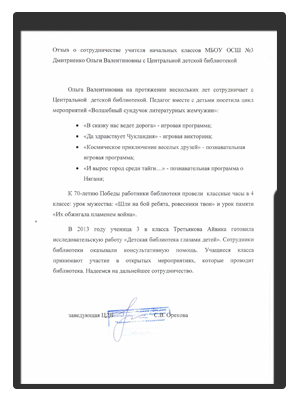 Отзыв о сотрудничестве учителя начальных классов МБОУ ОСШ №3
Дмитриенко Ольги Валентиновны с Центральной детской библиотекой
Ольга Валентиновна на протяжении нескольких лет сотрудничает с
Центральной детской библиотекой. Педагог вместе с детьми посетила цикл
мероприятий «Волшебный сундучок литературных жемчужин»:
• «В сказку нас ведет дорога» - игровая программа;
• «Да здравствует Чукландия» - игровая викторина;
• «Космическое приключение веселых друзей» - познавательная
игровая программа;
• «И вырос город среди тайги…» - познавательная программа о
Нягани;
К 70-летию Победы работники библиотеки провели классные часы в 4
классе: урок мужества: «Шли на бой ребята, ровесники твои» и урок памяти
«Их обжигала пламенем война».
В 2013 году ученица 3 в класса Третьякова Айвина готовила
исследовательскую работу «Детская библиотека глазами детей». Сотрудники
библиотеки оказывали консультативную помощь. Учащиеся класса
принимают участие в открытых мероприятиях, которые проводит
библиотека. Надеемся на дальнейшее сотрудничество.
заведующая ЦДБ С.В. Орехова